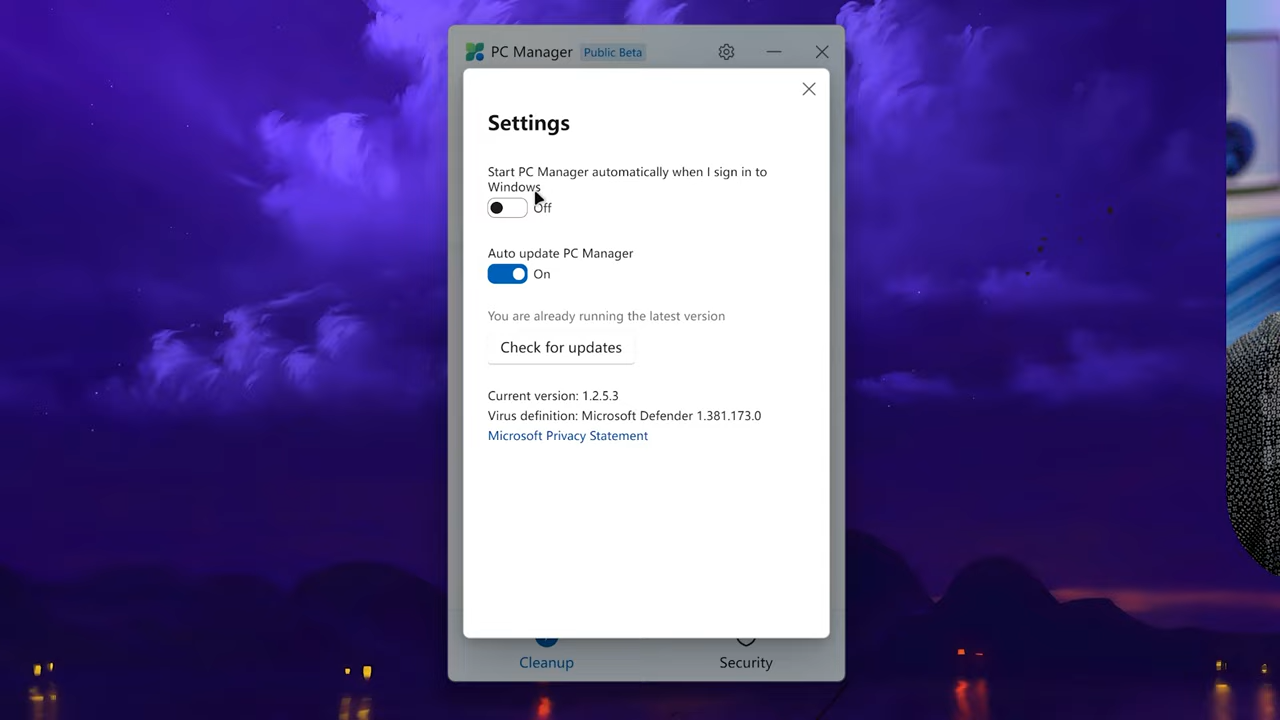 PC Manager Public Beta
Settings
Start PC Manager automatically when I sign in to
Windows
Off
Auto update PC Manager
On
You are already running the latest version
Check for updates
Current version: 1.2.5.3
Virus definition: Microsoft Defender 1.381.173.0
Microsoft Privacy Statement
Cleanup
Security